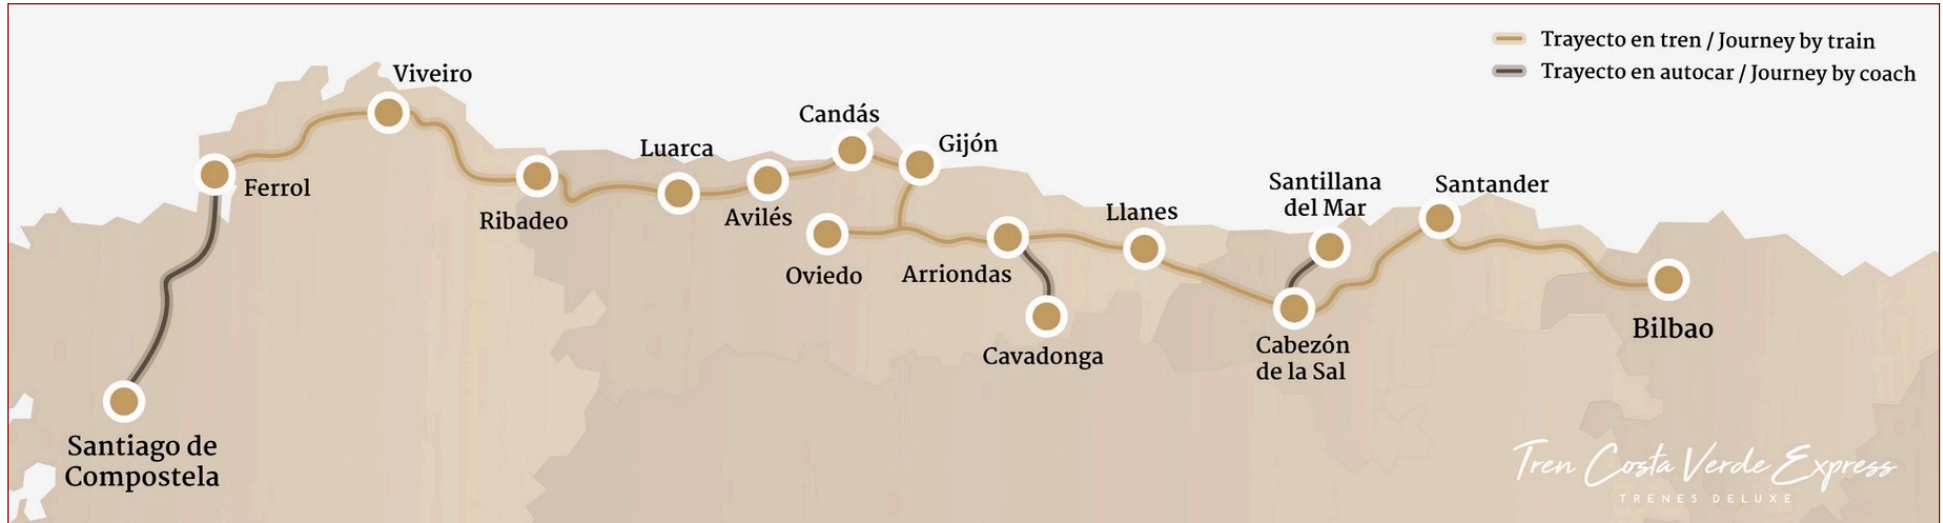 Trayecto en tren / Journey by train
Trayecto en autocar / Journey by coach
Viveiro
Candás
Gijón
Luarca
Ferrol
Ribadeo
Avilés
Santillana
del Mar
Santander
Llanes
Oviedo
Arriondas
Cavadonga
Cabezón
de la Sal
Bilbao
Santiago de
Compostela
Tren Costa Verde Express
TRENES DELUXE